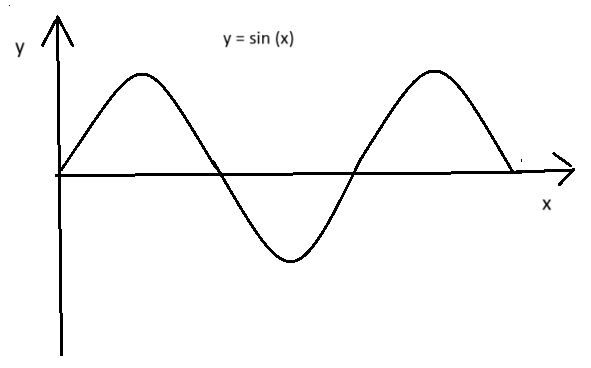 y = sin (x)
y
x